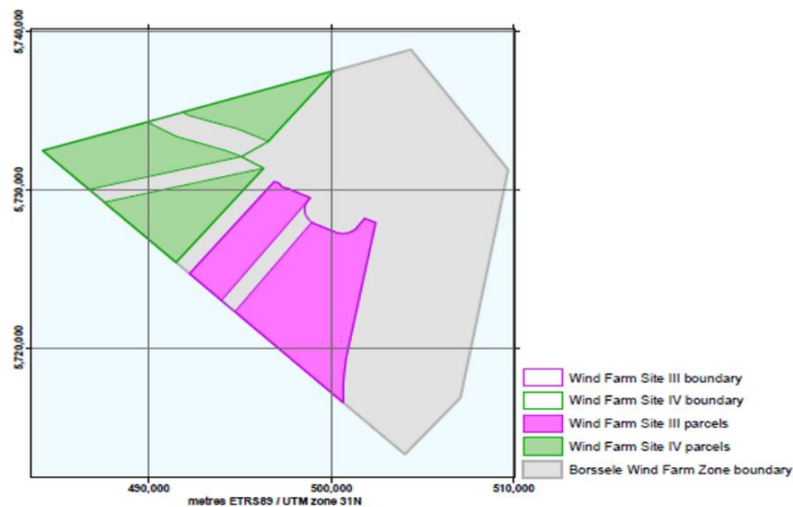 5,740,000
5,730,000
5,720,000
490,000
500,000
510,000
metres ETRS89 / UTM zone 31N
Wind Farm Site III boundary
Wind Farm Site IV boundary
Wind Farm Site III parcels
Wind Farm Site IV parcels
Borssele Wind Farm Zone boundary